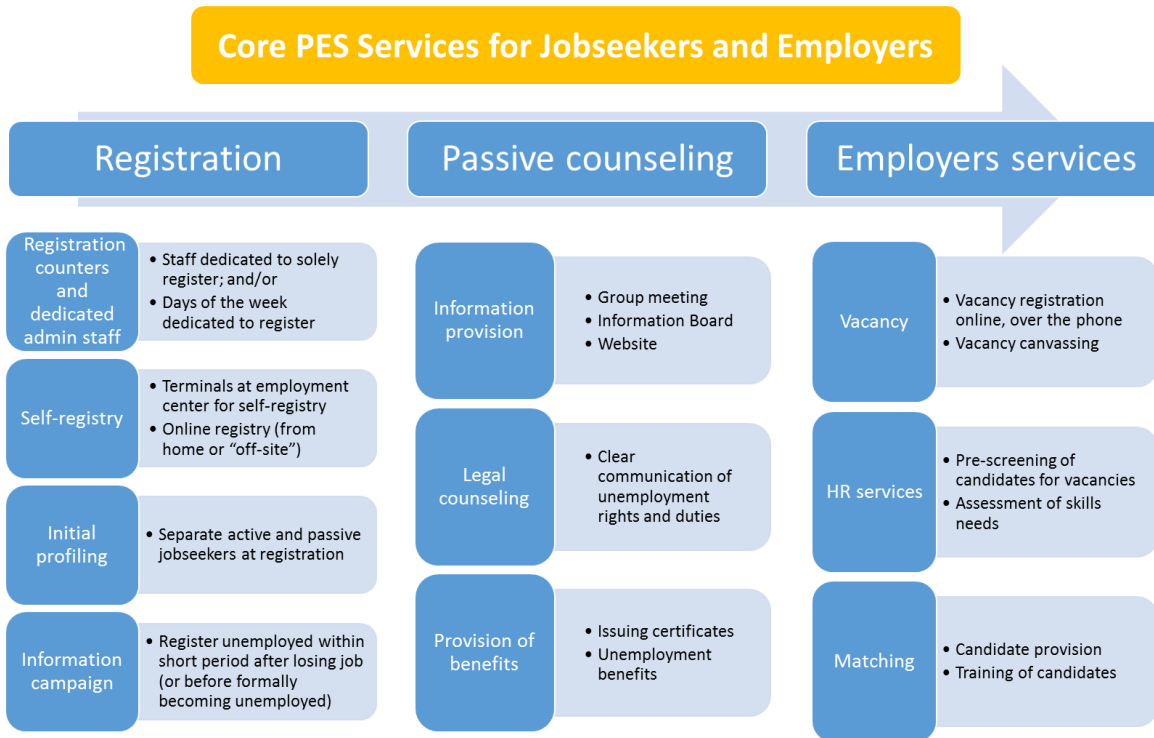 Core PES Services for Jobseekers and Employers
Registration
Passive counseling
Employers services
Registration
counters
and
dedicated
admin staff
• Staff dedicated to solely
register; and/or
• Days of the week
dedicated to register
Self-registry
• Terminals at employment
center for self-registry
• Online registry (from
home or “off-site”)
Initial
profiling
• Separate active and passive
jobseekers at registration
Information
campaign
• Register unemployed within
short period after losing job
(or before formally
becoming unemployed)
Information
provision
• Group meeting
• Information Board
• Website
Legal
counseling
• Clear
communication of
unemployment
rights and duties
Provision of
benefits
• Issuing certificates
• Unemployment
benefits
Vacancy
• Vacancy registration
online, over the phone
• Vacancy canvassing
HR services
• Pre-screening of
candidates for vacancies
• Assessment of skills
needs
Matching
• Candidate provision
• Training of candidates